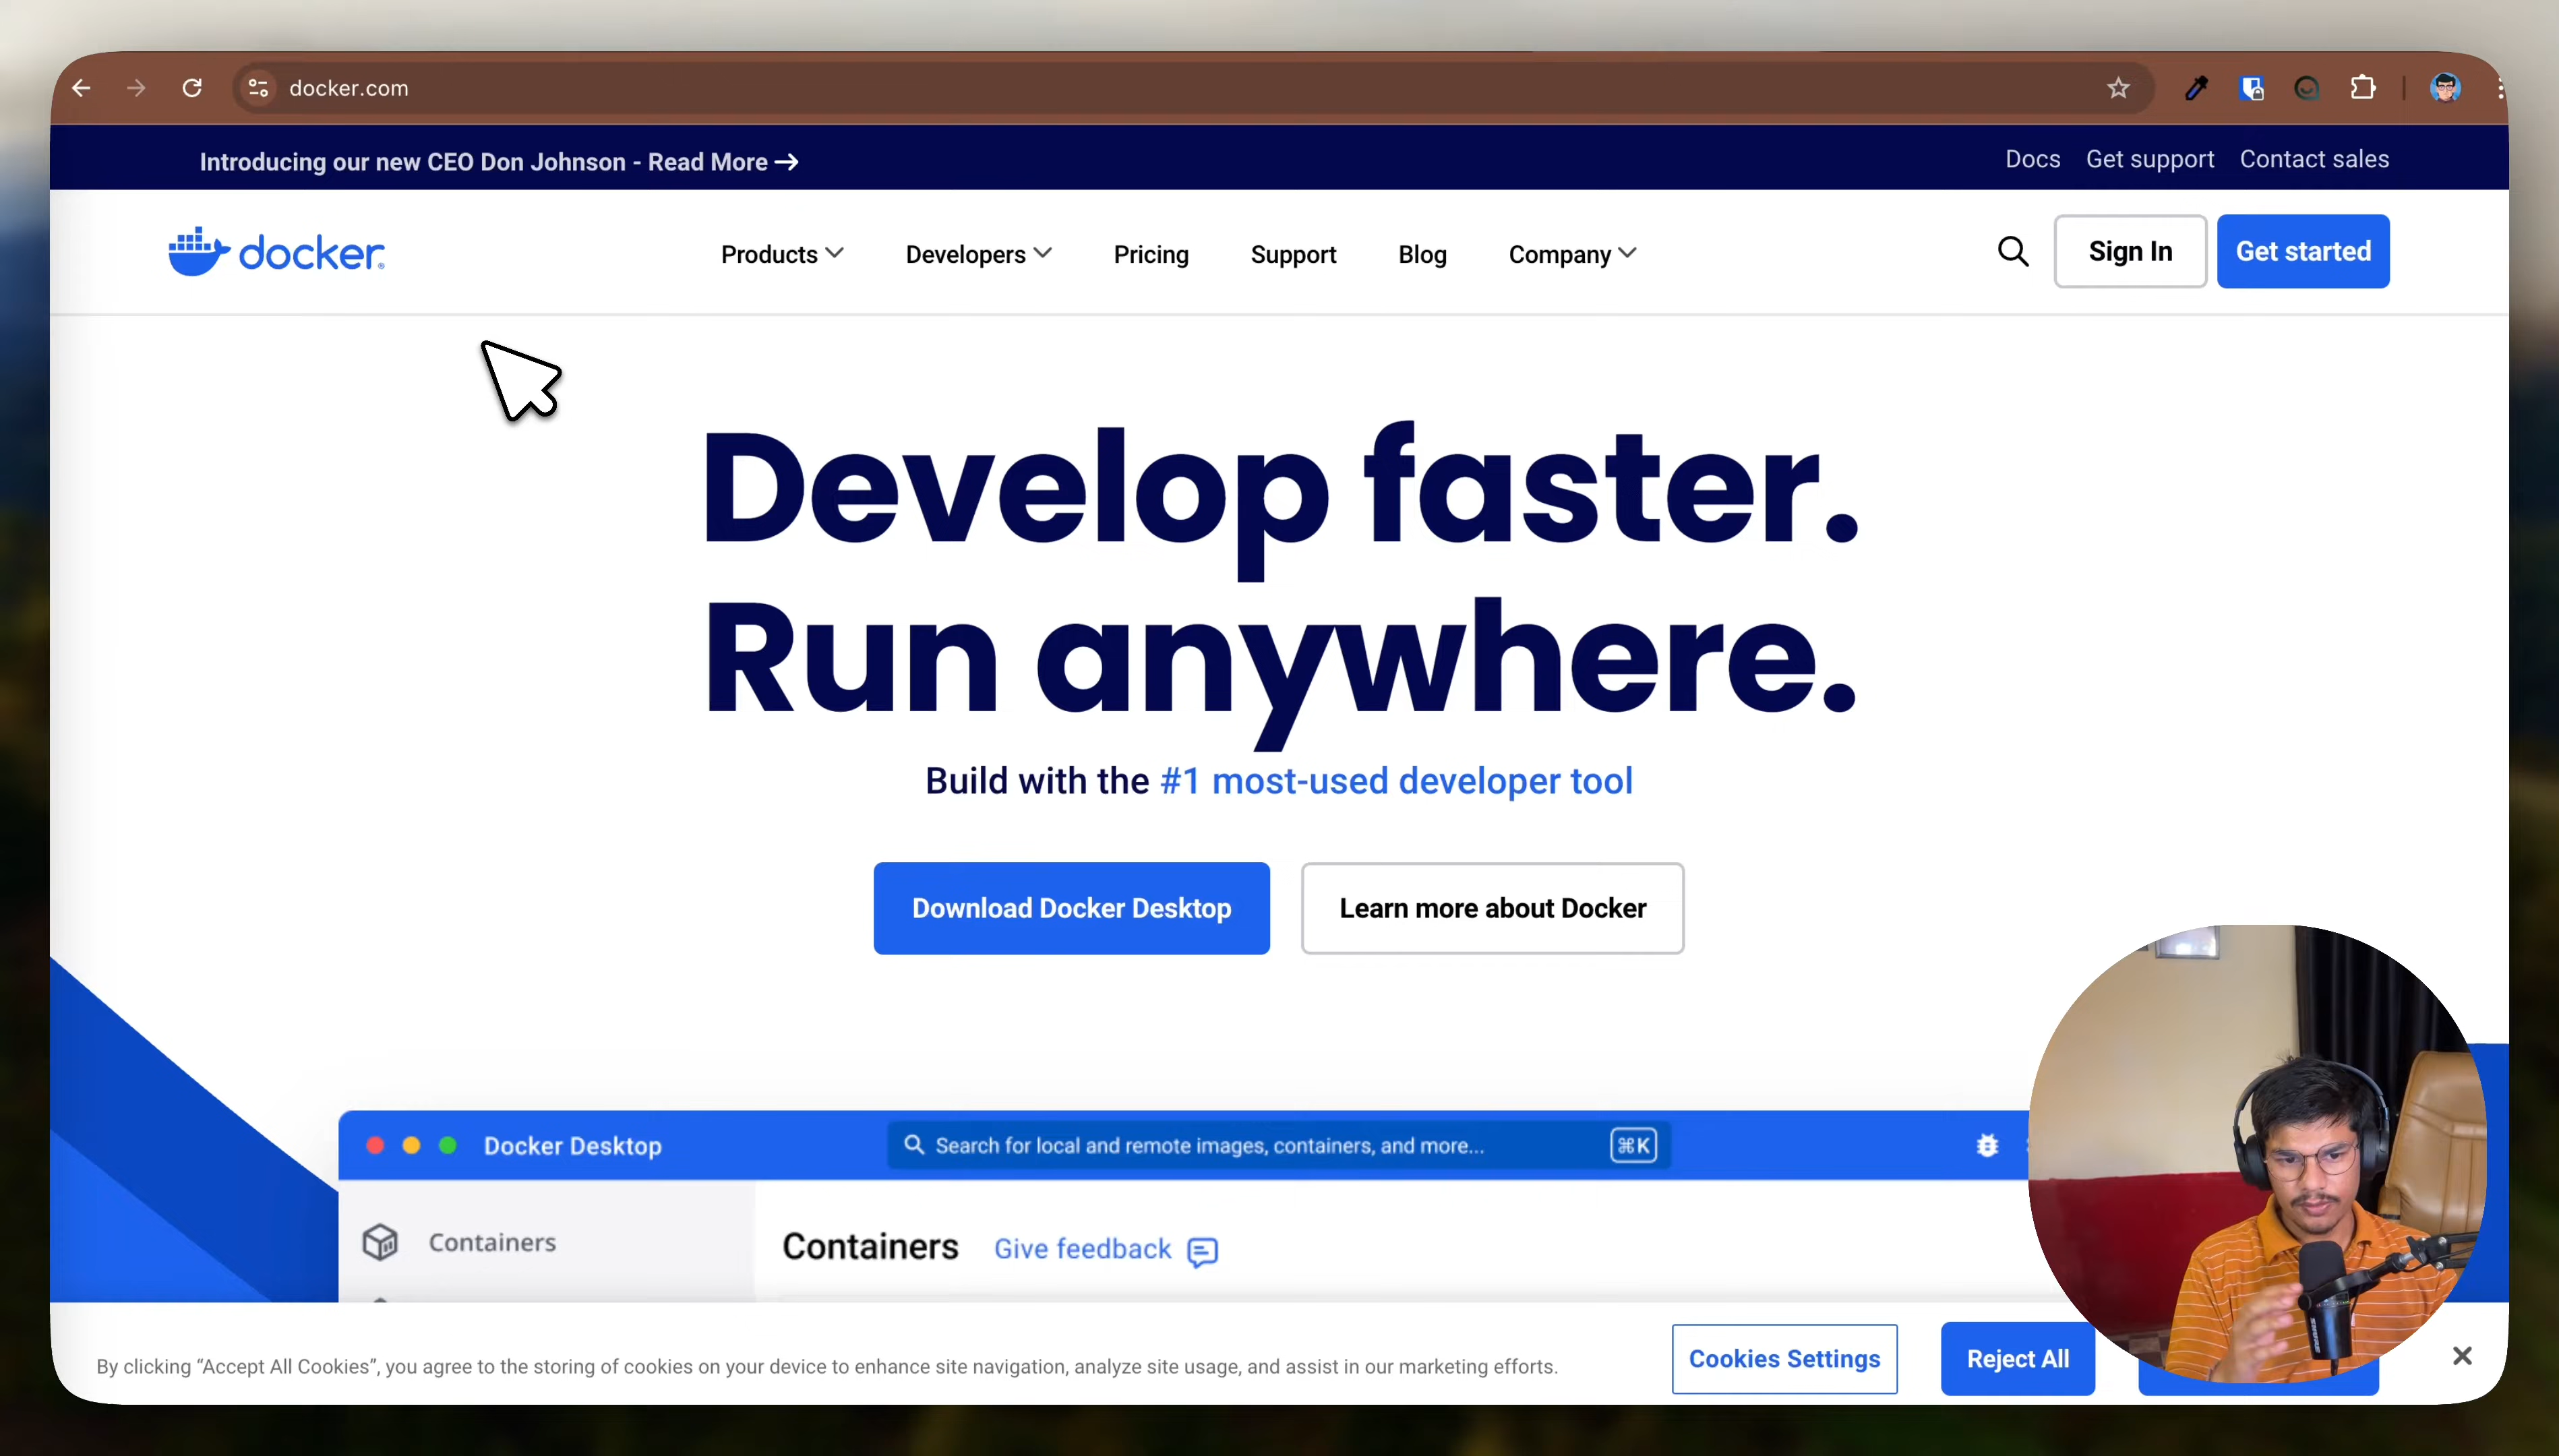 docker.com
Introducing our new CEO Don Johnson - Read More →
Docs Get support Contact sales
docker
Products Developers Pricing Support Blog Company
Sign In Get started
Develop faster.
Run anywhere.
Build with the #1 most-used developer tool
Download Docker Desktop Learn more about Docker
Docker Desktop Search for local and remote images, containers, and more... ⌘K
Containers
Containers Give feedback
By clicking “Accept All Cookies”, you agree to the storing of cookies on your device to enhance site navigation, analyze site usage, and assist in our marketing efforts.
Cookies Settings Reject All
SHURE